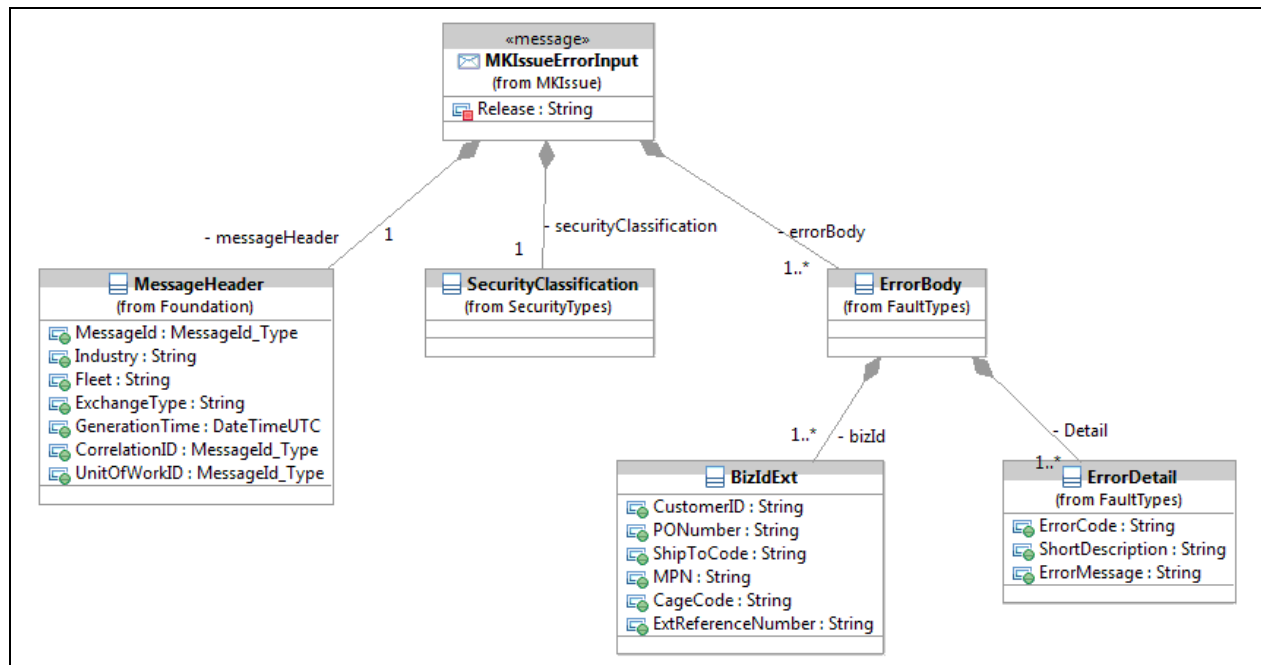 «message»
MKIssueErrorInput
(from MKIssue)
Release : String
- messageHeader
1
- securityClassification
1
- errorBody
1..*
MessageHeader
(from Foundation)
MessageId : MessageId_Type
Industry : String
Fleet : String
ExchangeType : String
GenerationTime : DateTimeUTC
CorrelationID : MessageId_Type
UnitOfWorkID : MessageId_Type
SecurityClassification
(from SecurityTypes)
ErrorBody
(from FaultTypes)
1..*
- bizId
- Detail
1..*
BizIdExt
CustomerID : String
PONumber : String
ShipToCode : String
MPN : String
CageCode : String
ExtReferenceNumber : String
ErrorDetail
(from FaultTypes)
ErrorCode : String
ShortDescription : String
ErrorMessage : String